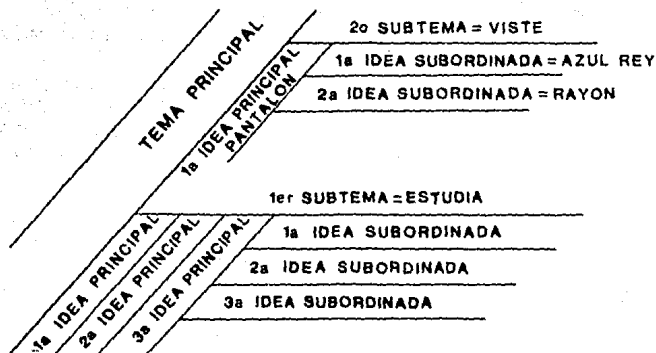 2o SUBTEMA = VISTE
TEMA PRINCIPAL
1a IDEA PRINCIPAL
PANTALON
1a IDEA SUBORDINADA = AZUL REY
2a IDEA SUBORDINADA = RAYON
1er SUBTEMA = ESTUDIA
1a IDEA PRINCIPAL
2a IDEA PRINCIPAL
3a IDEA PRINCIPAL
1a IDEA SUBORDINADA
2a IDEA SUBORDINADA
3a IDEA SUBORDINADA